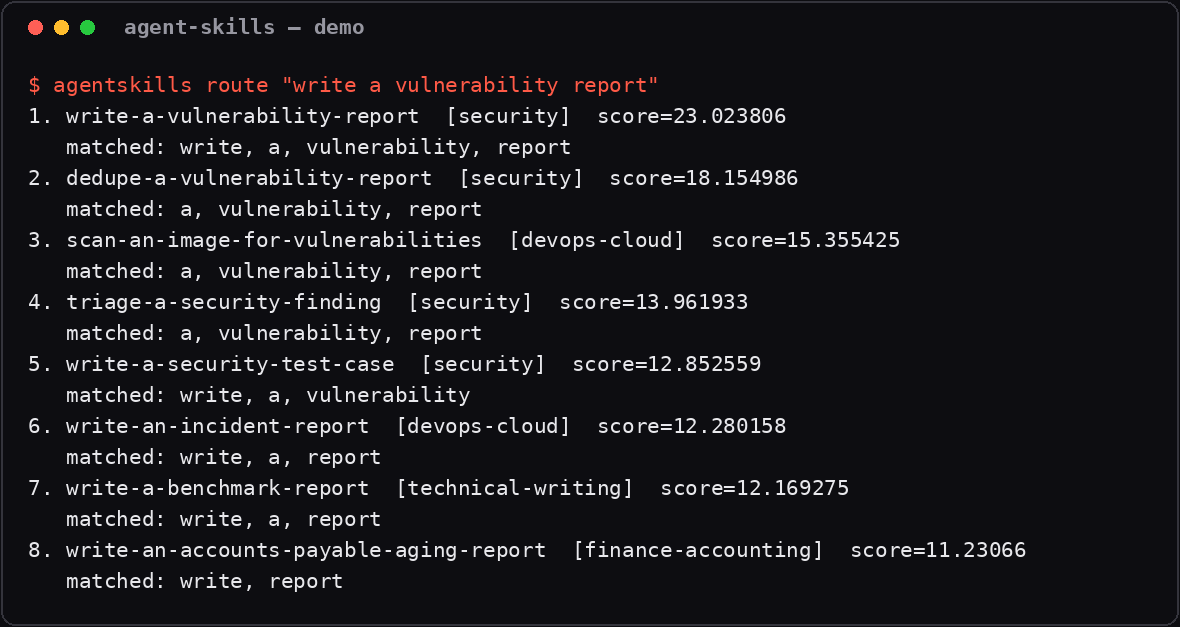 agent-skills — demo
$ agentskills route "write a vulnerability report"
1. write-a-vulnerability-report  [security]  score=23.023806
   matched: write, a, vulnerability, report
2. dedupe-a-vulnerability-report  [security]  score=18.154986
   matched: a, vulnerability, report
3. scan-an-image-for-vulnerabilities  [devops-cloud]  score=15.355425
   matched: a, vulnerability, report
4. triage-a-security-finding  [security]  score=13.961933
   matched: a, vulnerability, report
5. write-a-security-test-case  [security]  score=12.852559
   matched: write, a, vulnerability
6. write-an-incident-report  [devops-cloud]  score=12.280158
   matched: write, a, report
7. write-a-benchmark-report  [technical-writing]  score=12.169275
   matched: write, a, report
8. write-an-accounts-payable-aging-report  [finance-accounting]  score=11.23066
   matched: write, report